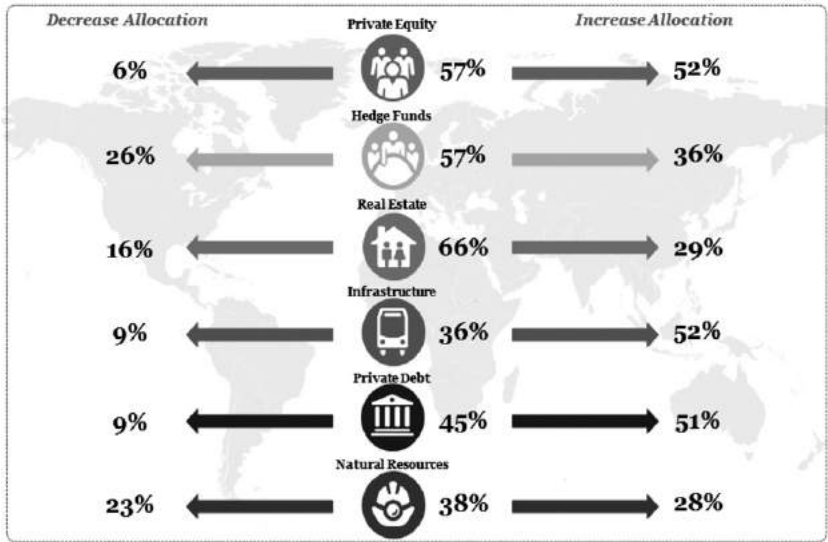 Decrease Allocation
Private Equity
Increase Allocation
6%
57%
52%
Hedge Funds
26%
57%
36%
Real Estate
16%
66%
29%
Infrastructure
9%
36%
52%
Private Debt
9%
45%
51%
Natural Resources
23%
38%
28%